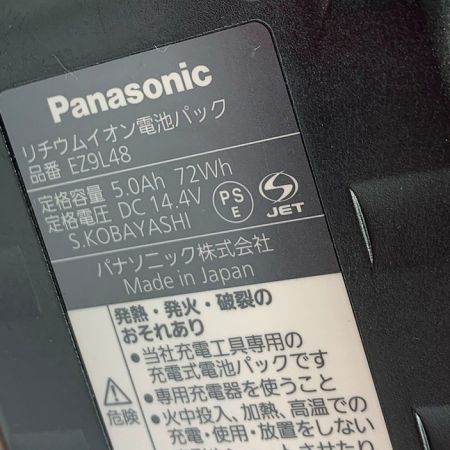 Panasonic
リチウムイオン電池パック
品番 EZ9L48
定格容量 5.0Ah 72Wh
定格電圧 DC 14.4V
S.KOBAYASHI
PS
E
JET
パナソニック株式会社
Made in Japan
発熱・発火・破裂の
おそれあり
●当社充電工具専用の
充電式電池パックです
●専用充電器を使うこと
危険
●火中投入、加熱、高温での
充電・使用・放置をしない